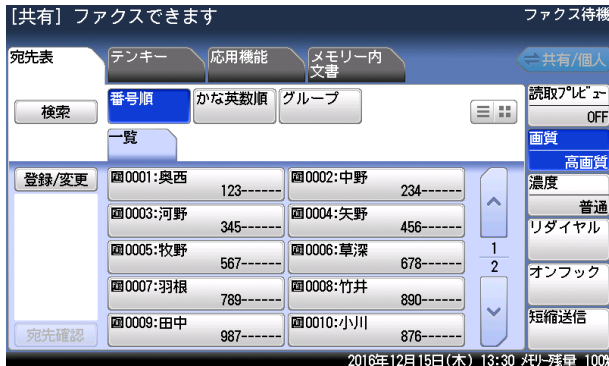 [共有] ファクスできます
ファクス待機
宛先表
テンキー
応用機能
メモリー内
文書
共有/個人
検索
番号順
かな英数順
グループ
読取プレビュー
OFF
一覧
画質
高画質
登録/変更
0001:奥西
123------
0002:中野
234------
濃度
普通
0003:河野
345------
0004:矢野
456------
リダイヤル
0005:牧野
567------
0006:草深
678------
1
2
オンフック
0007:羽根
789------
0008:竹井
890------
0009:田中
987------
0010:小川
876------
短縮送信
宛先確認
2016年12月15日(木) 13:30 メモリー残量 100%